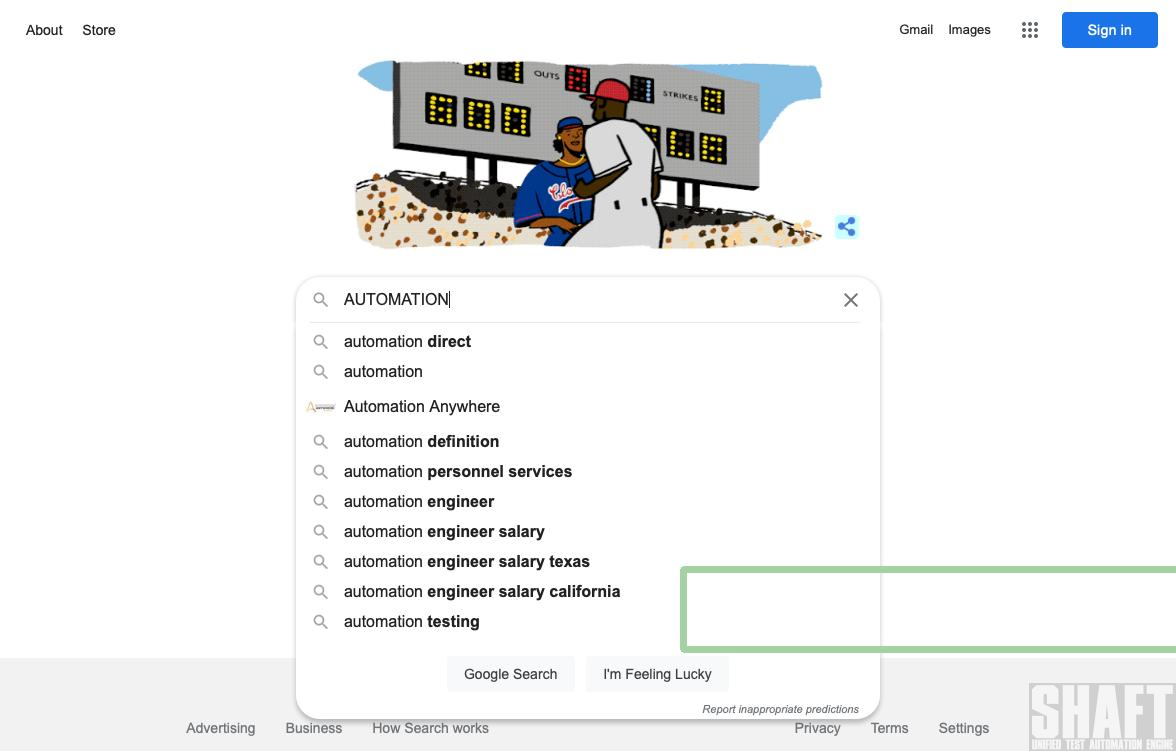 About Store Gmail Images Sign in
OUTS
STRIKES
AUTOMATION
automation direct
automation
Automation Anywhere
automation definition
automation personnel services
automation engineer
automation engineer salary
automation engineer salary texas
automation engineer salary california
automation testing
Google Search I'm Feeling Lucky
Report inappropriate predictions
Advertising Business How Search works Privacy Terms Settings
SHAFT
UNIFIED TEST AUTOMATION ENGINE